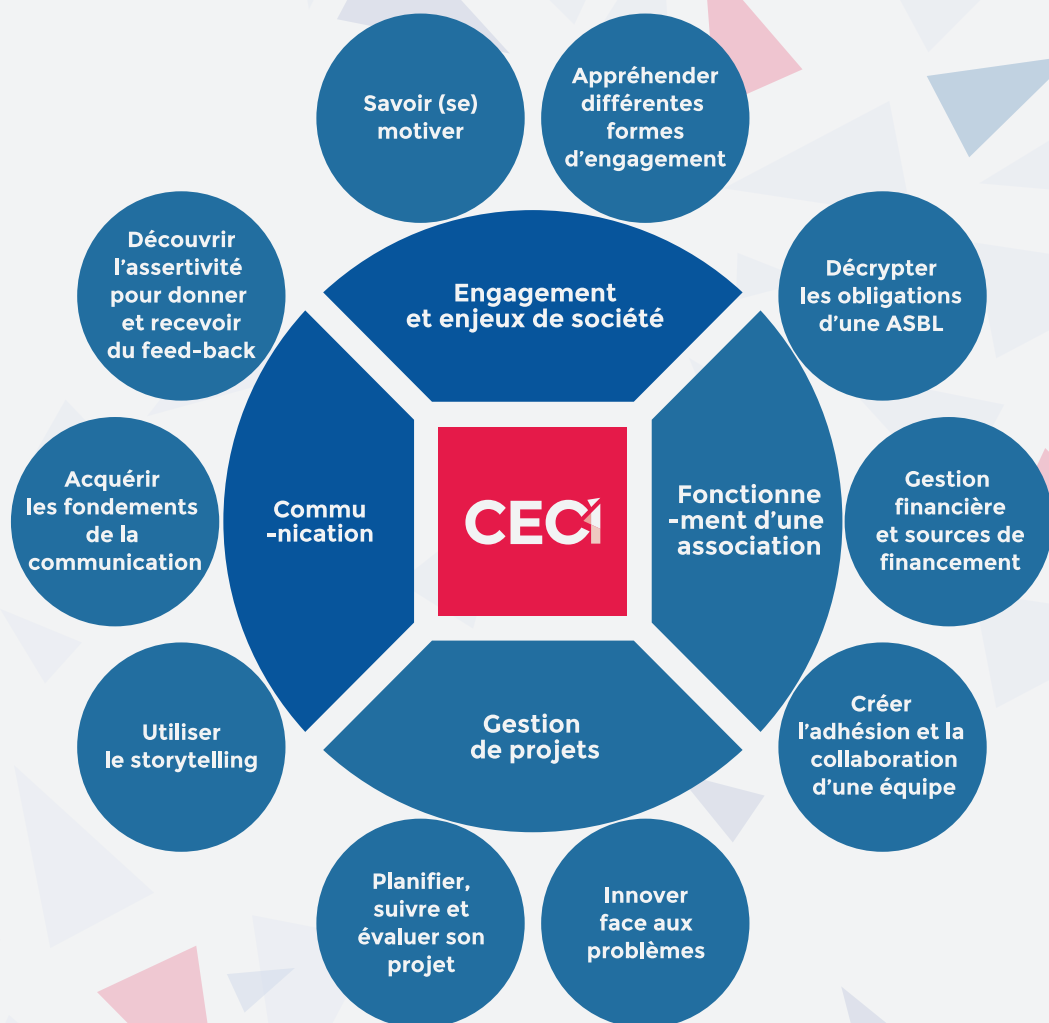 Savoir (se)
motiver
Appréhender
différentes
formes
d'engagement
Découvrir
l'assertivité
pour donner
et recevoir
du feed-back
Engagement
et enjeux de société
Décrypter
les obligations
d'une ASBL
Acquérir
les fondements
de la
communication
Commu
-nication
CECI
Fonctionne
-ment d'une
association
Gestion
financière
et sources de
financement
Utiliser
le storytelling
Gestion
de projets
Créer
l'adhésion et la
collaboration
d'une équipe
Planifier,
suivre et
évaluer son
projet
Innover
face aux
problèmes